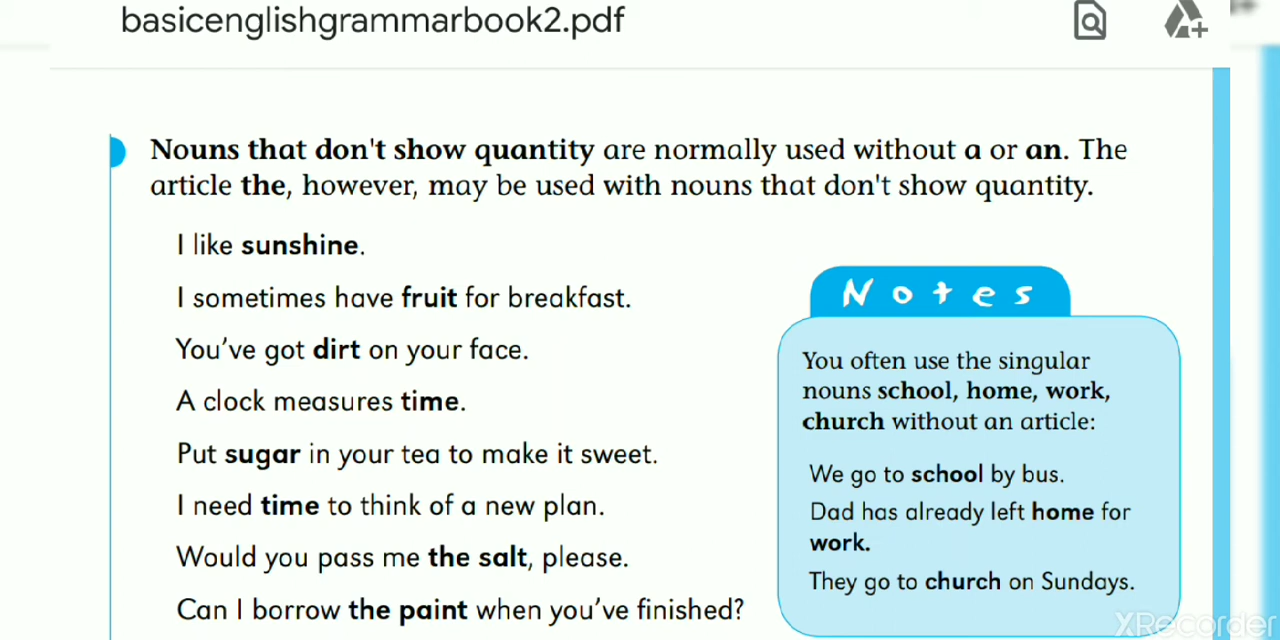 basicenglishgrammarbook2.pdf
Nouns that don't show quantity are normally used without a or an. The
article the, however, may be used with nouns that don't show quantity.
I like sunshine.
I sometimes have fruit for breakfast.
You've got dirt on your face.
A clock measures time.
Put sugar in your tea to make it sweet.
I need time to think of a new plan.
Would you pass me the salt, please.
Can I borrow the paint when you've finished?
Notes
You often use the singular
nouns school, home, work,
church without an article:
We go to school by bus.
Dad has already left home for
work.
They go to church on Sundays.
XRecorder